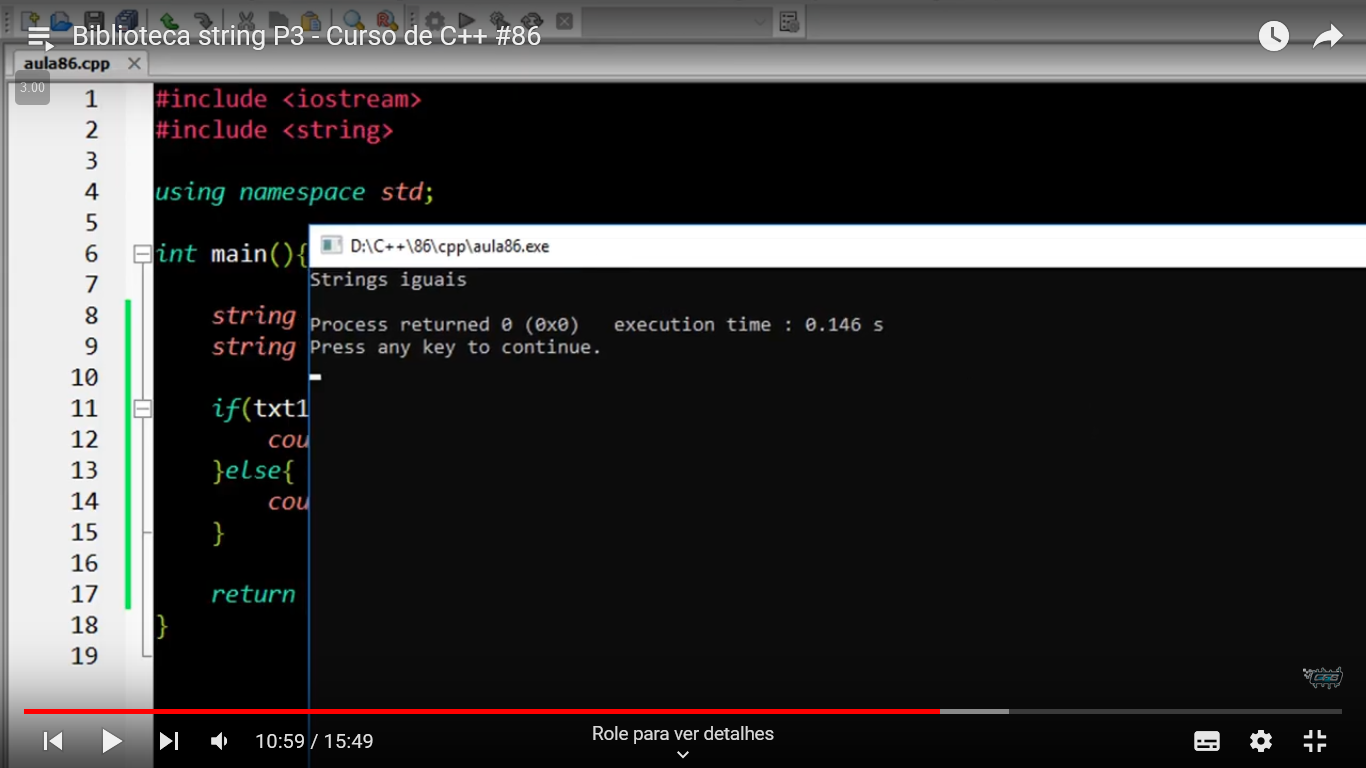 Biblioteca string P3 - Curso de C++ #86
aula86.cpp
3.00
1 #include <iostream>
2 #include <string>
3
4 using namespace std;
5
6 int main(){
7
8 string
9 string
10
11 if(txt1
12 cou
13 }else{
14 cou
15 }
16
17 return
18 }
19
D:\C++\86\cpp\aula86.exe
Strings iguais
Process returned 0 (0x0) execution time : 0.146 s
Press any key to continue.
CFB
10:59 / 15:49
Role para ver detalhes